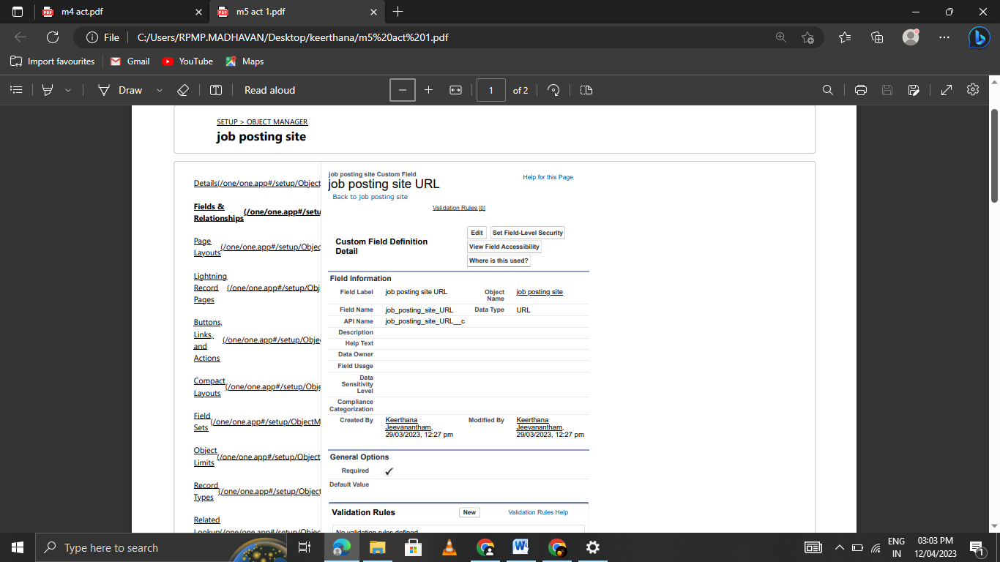 m4 act.pdf
m5 act 1.pdf
File
C:/Users/RPMP.MADHAVAN/Desktop/keerthana/m5%20act%201.pdf
Import favourites
Gmail
YouTube
Maps
Draw
Read aloud
1
of 2
SETUP > OBJECT MANAGER
job posting site
Details(/one/one.app#/setup/Object
Fields &
Relationships
(/one/one.app#/setu
Page
Layouts
(/one/one.app#/setup/Objec
Lightning
Record
Pages
(/one/one.app#/setup/Obj
Buttons,
Links,
and
Actions
(/one/one.app#/setup/Obje
Compact
Layouts
(/one/one.app#/setup/Obje
Field
Sets
(/one/one.app#/setup/ObjectM
Object
Limits
(/one/one.app#/setup/Object
Record
Types
(/one/one.app#/setup/Object
Related
Lookup(/one/one.app#/setup/Object
job posting site Custom Field
job posting site URL
Help for this Page
Back to job posting site
Validation Rules [0]
Custom Field Definition
Detail
Edit
Set Field-Level Security
View Field Accessibility
Where is this used?
Field Information
Field Label
job posting site URL
Object
Name
job posting site
Field Name
job_posting_site_URL
Data Type
URL
API Name
job_posting_site_URL__c
Description
Help Text
Data Owner
Field Usage
Data
Sensitivity
Level
Compliance
Categorization
Created By
Keerthana
Jeevanantham,
29/03/2023, 12:27 pm
Modified By
Keerthana
Jeevanantham,
29/03/2023, 12:27 pm
General Options
Required
Default Value
Validation Rules
New
Validation Rules Help
No validation rules defined.
Type here to search
ENG
IN
03:03 PM
12/04/2023
1